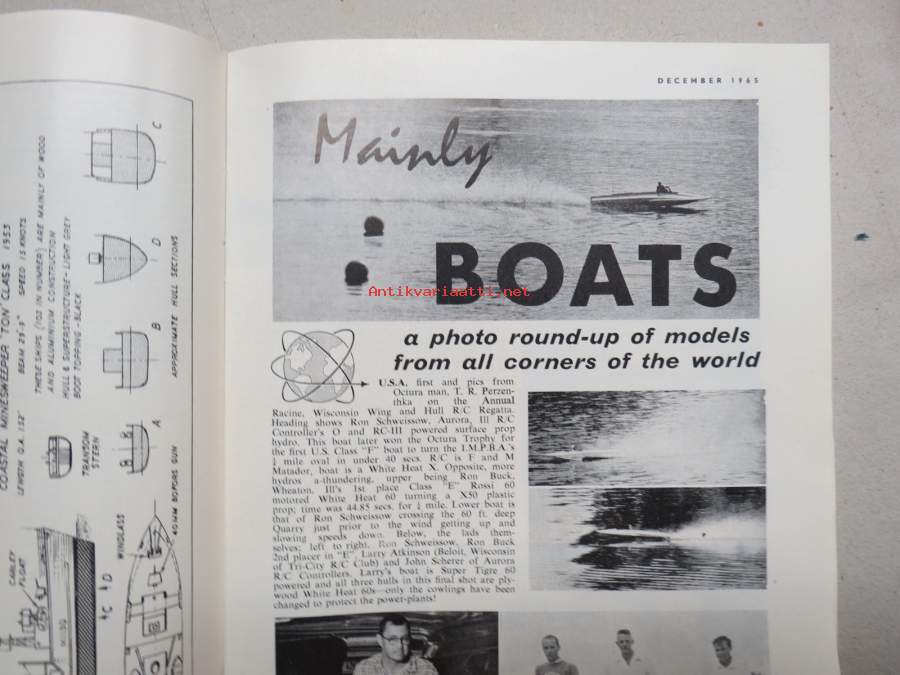 COASTAL MINESWEEPER "TON" CLASS 1953
LENGTH O.A. 152' BEAM 29'-9" SPEED 15 KNOTS
THESE SHIPS (102 IN NUMBER) ARE MAINLY OF WOOD
AND ALUMINIUM CONSTRUCTION
HULL & SUPERSTRUCTURE - LIGHT GREY
BOOT TOPPING - BLACK
TRANSOM
STERN
A
B
D
C
APPROXIMATE HULL SECTIONS
CABLEY
FLOAT
WINDLASS
40MM BOFORS GUN
DECEMBER 1965
Mainly
BOATS
Antikvariaatti.net
a photo round-up of models
from all corners of the world
U.S.A. first and pics from
Octura man, T. R. Perzen-
thka on the Annual
Racine, Wisconsin Wing and Hull R/C Regatta.
Heading shows Ron Schweissow, Aurora, Ill R/C
Controller's O and RC-III powered surface prop
hydro. This boat later won the Octura Trophy for
the first U.S. Class "F" boat to turn the I.M.P.B.A.'s
¼ mile oval in under 40 secs. R/C is F and M
Matador, boat is a White Heat X. Opposite, more
hydros a-thundering, upper being Ron Buck,
Wheaton, Ill's 1st place Class "E" Rossi 60
motored White Heat 60 turning a X50 plastic
prop; time was 44.85 secs. for ¼ mile. Lower boat is
that of Ron Schweissow crossing the 60 ft. deep
Quarry just prior to the wind getting up and
slowing speeds down. Below, the lads them-
selves; left to right, Ron Schweissow, Ron Buck
2nd placer in "E", Larry Atkinson (Beloit, Wisconsin
of Tri-City R/C Club) and John Scherer of Aurora
R/C Controllers. Larry's boat is Super Tigre 60
powered and all three hulls in this final shot are ply-
wood White Heat 60s—only the cowlings have been
changed to protect the power-plants!